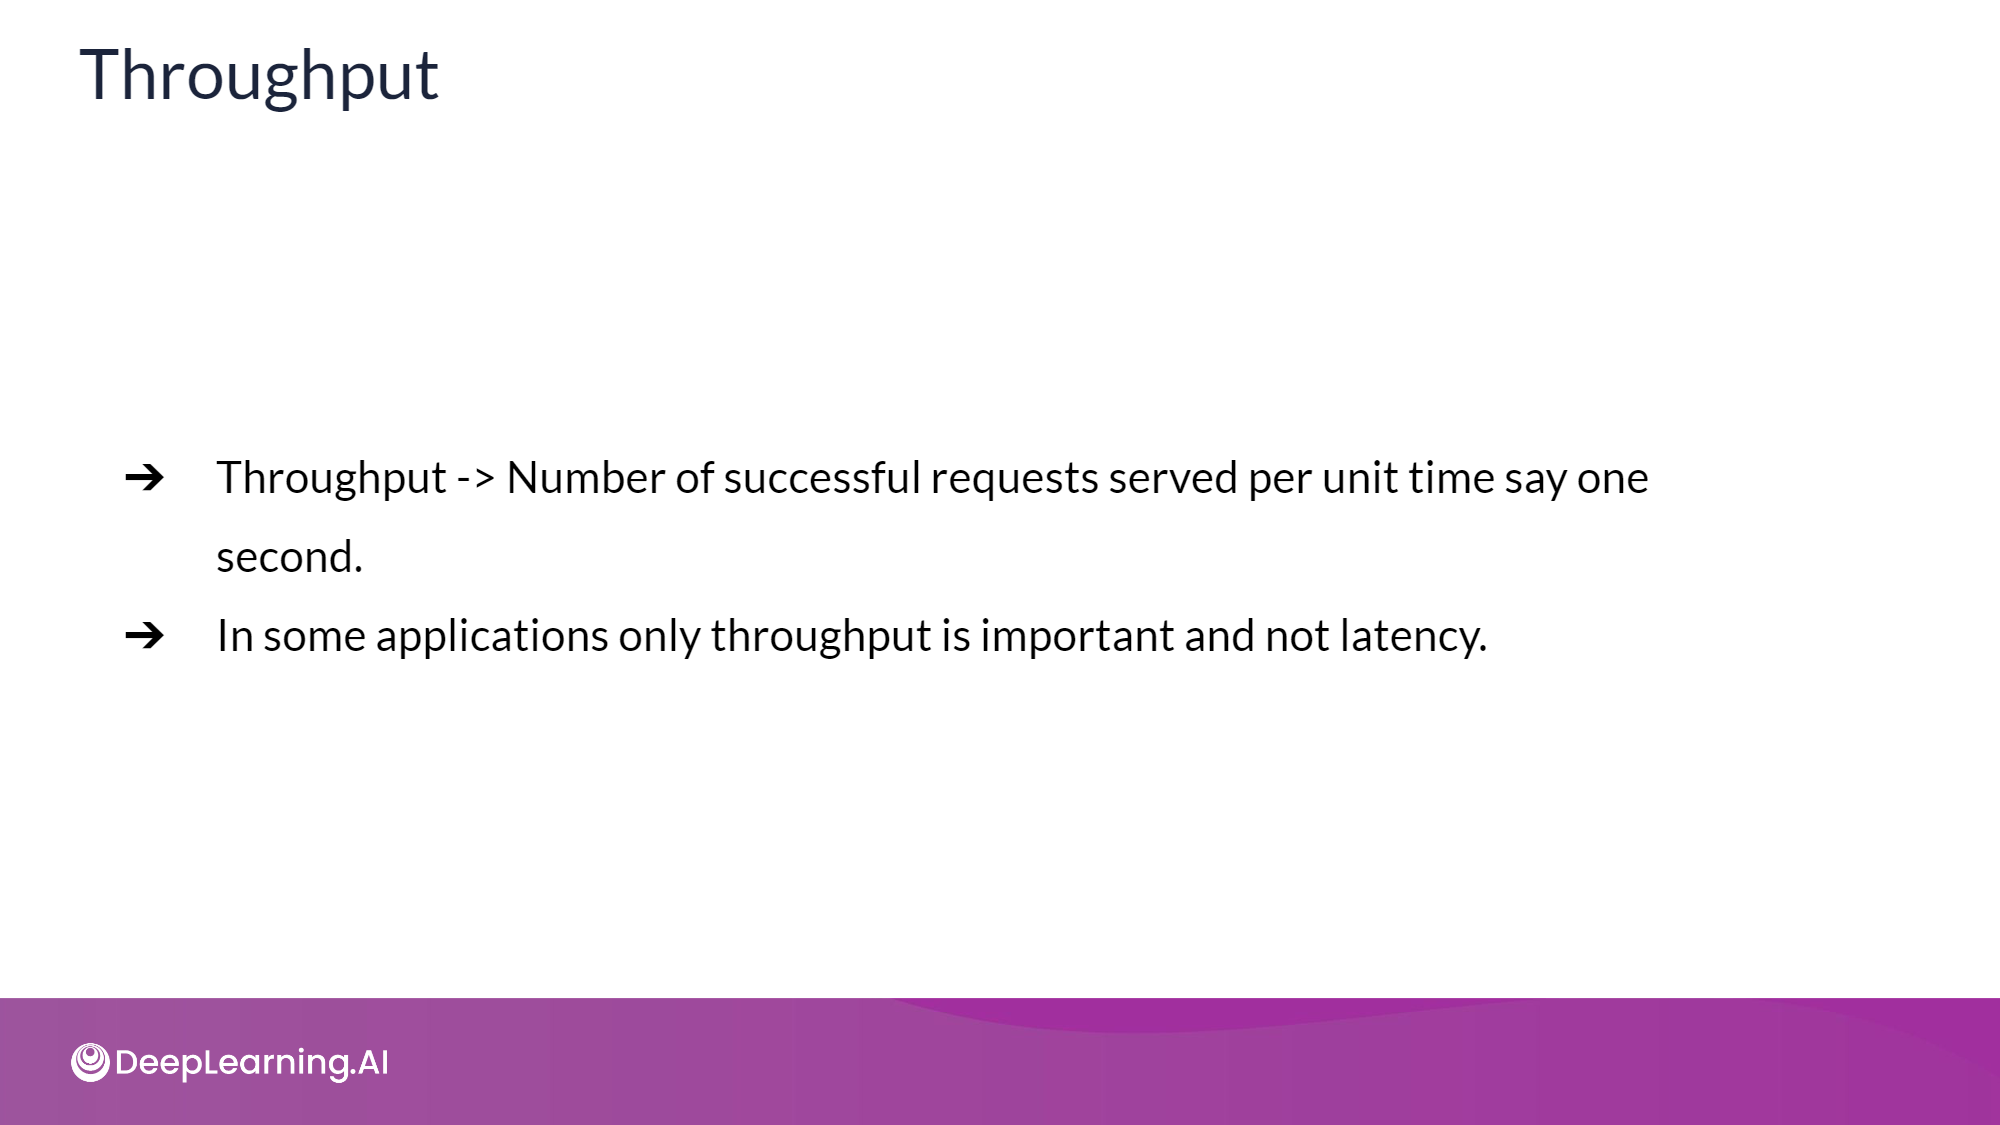 Throughput
➔ Throughput -> Number of successful requests served per unit time say one
second.
➔ In some applications only throughput is important and not latency.
DeepLearning.AI